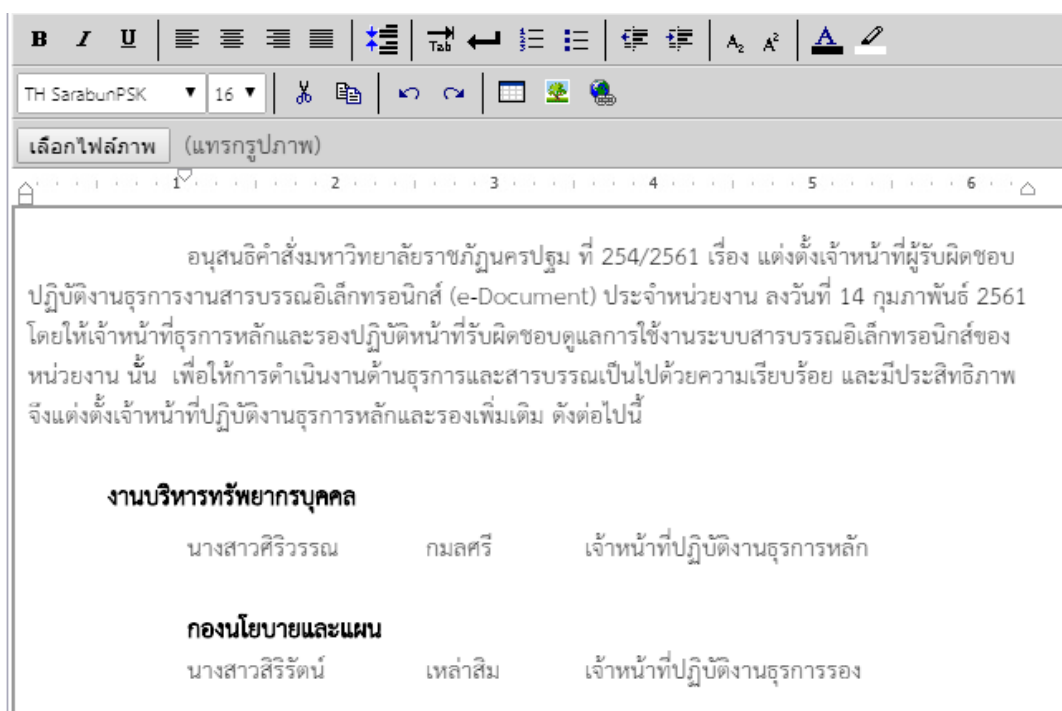 B I U Tab A₂ A² A
TH SarabunPSK ▼ 16 ▼
เลือกไฟล์ภาพ (แทรกรูปภาพ)
1 2 3 4 5 6
อนุสนธิคำสั่งมหาวิทยาลัยราชภัฏนครปฐม ที่ 254/2561 เรื่อง แต่งตั้งเจ้าหน้าที่ผู้รับผิดชอบ
ปฏิบัติงานธุรการงานสารบรรณอิเล็กทรอนิกส์ (e-Document) ประจำหน่วยงาน ลงวันที่ 14 กุมภาพันธ์ 2561
โดยให้เจ้าหน้าที่ธุรการหลักและรองปฏิบัติหน้าที่รับผิดชอบดูแลการใช้งานระบบสารบรรณอิเล็กทรอนิกส์ของ
หน่วยงาน นั้น เพื่อให้การดำเนินงานด้านธุรการและสารบรรณเป็นไปด้วยความเรียบร้อย และมีประสิทธิภาพ
จึงแต่งตั้งเจ้าหน้าที่ปฏิบัติงานธุรการหลักและรองเพิ่มเติม ดังต่อไปนี้
งานบริหารทรัพยากรบุคคล
นางสาวศิริวรรณ กมลศรี เจ้าหน้าที่ปฏิบัติงานธุรการหลัก
กองนโยบายและแผน
นางสาวสิริรัตน์ เหล่าสิม เจ้าหน้าที่ปฏิบัติงานธุรการรอง